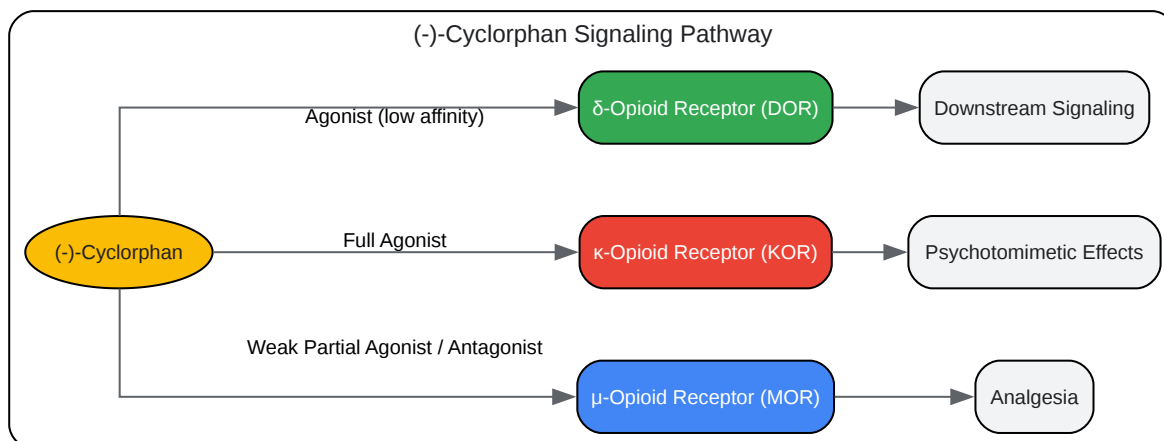 (-)-Cyclorphan Signaling Pathway
Agonist (low affinity)
δ-Opioid Receptor (DOR)
Downstream Signaling
(-)-Cyclorphan
Full Agonist
κ-Opioid Receptor (KOR)
Psychotomimetic Effects
Weak Partial Agonist / Antagonist
μ-Opioid Receptor (MOR)
Analgesia